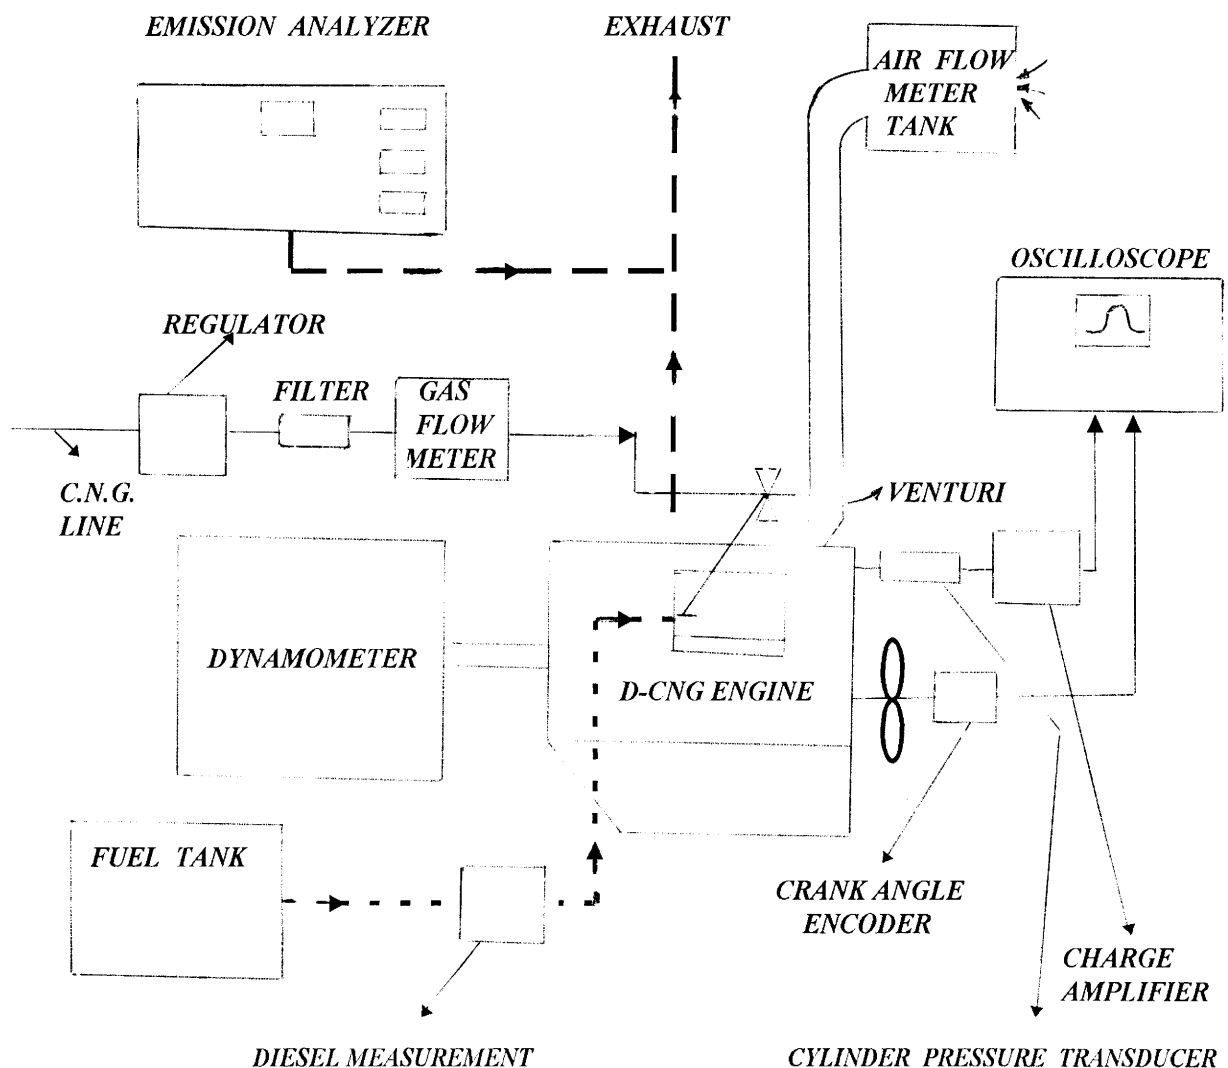 EMISSION ANALYZER
EXHAUST
AIR FLOW
METER
TANK
OSCILLOSCOPE
REGULATOR
FILTER
GAS
FLOW
METER
C.N.G.
LINE
VENTURI
DYNAMOMETER
D-CNG ENGINE
FUEL TANK
CRANK ANGLE
ENCODER
CHARGE
AMPLIFIER
DIESEL MEASUREMENT
CYLINDER PRESSURE TRANSDUCER